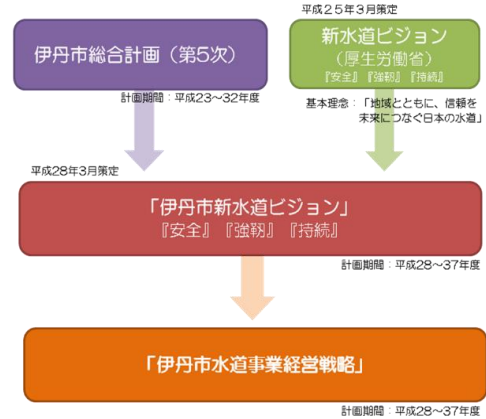 平成25年3月策定
伊丹市総合計画（第5次）
新水道ビジョン
（厚生労働省）
『安全』『強靭』『持続』
計画期間：平成23～32年度
基本理念：「地域とともに、信頼を
未来につなぐ日本の水道」
平成28年3月策定
「伊丹市新水道ビジョン」
『安全』『強靭』『持続』
計画期間：平成28～37年度
「伊丹市水道事業経営戦略」
計画期間：平成28～37年度